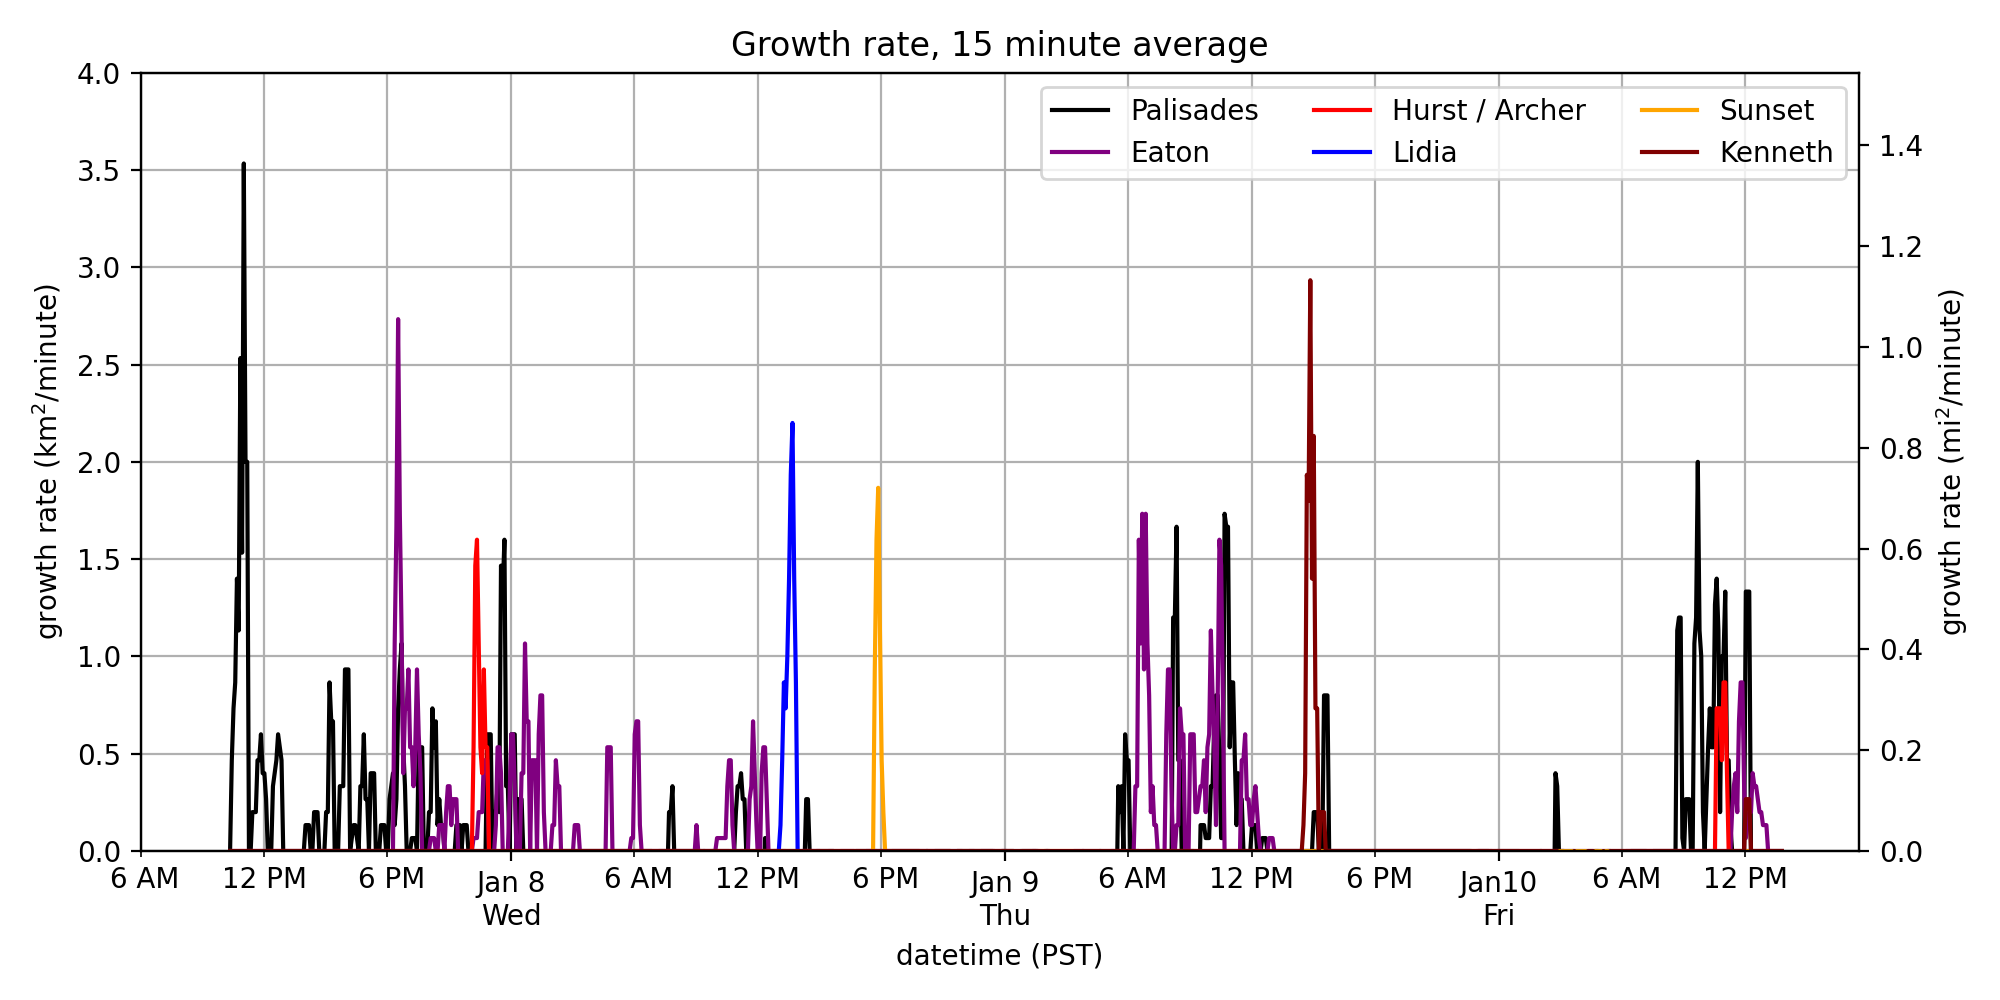 Growth rate, 15 minute average
Palisades Hurst / Archer Sunset
Eaton Lidia Kenneth
growth rate (km²/minute)
4.0
3.5
3.0
2.5
2.0
1.5
1.0
0.5
0.0
1.4
1.2
1.0
0.8
0.6
0.4
0.2
0.0
growth rate (mi²/minute)
6 AM 12 PM 6 PM Jan 8 6 AM 12 PM 6 PM Jan 9 6 AM 12 PM 6 PM Jan10 6 AM 12 PM
Wed Thu Fri
datetime (PST)